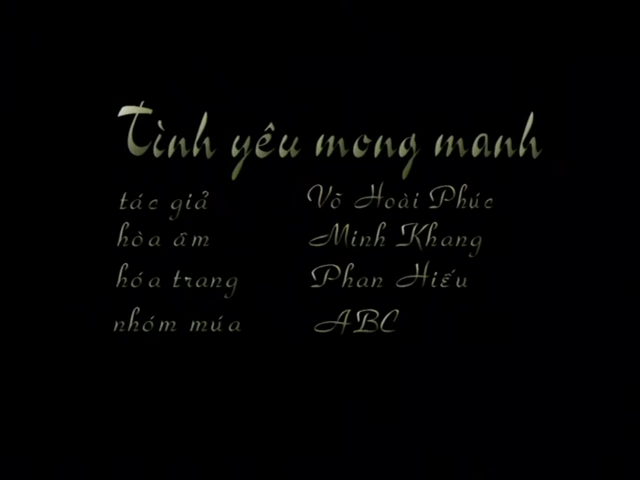 Tình yêu mong manh
tác giả Võ Hoài Phúc
hòa âm Minh Khang
hóa trang Phan Hiếu
nhóm múa ABC